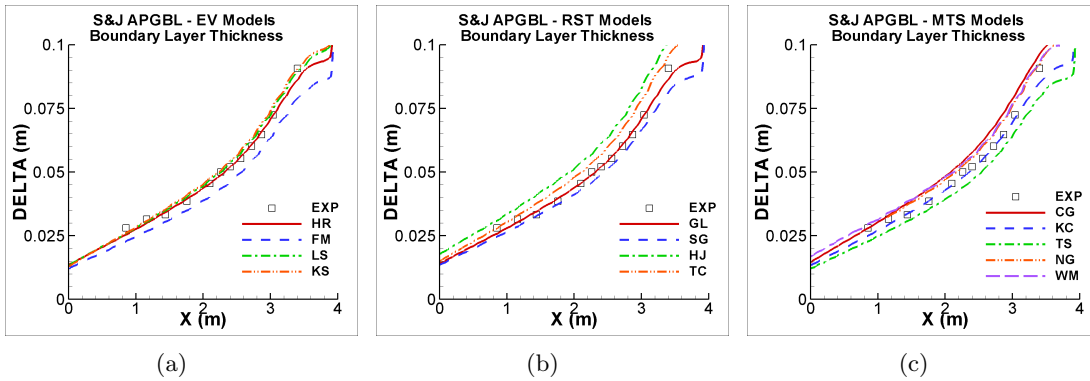 S&J APGBL - EV Models
Boundary Layer Thickness
DELTA (m)
0.1
0.075
0.05
0.025
0
0 1 2 3 4
X (m)
EXP
HR
FM
LS
KS
(a)
S&J APGBL - RST Models
Boundary Layer Thickness
DELTA (m)
0.1
0.075
0.05
0.025
0
0 1 2 3 4
X (m)
EXP
GL
SG
HJ
TC
(b)
S&J APGBL - MTS Models
Boundary Layer Thickness
DELTA (m)
0.1
0.075
0.05
0.025
0
0 1 2 3 4
X (m)
EXP
CG
KC
TS
NG
WM
(c)